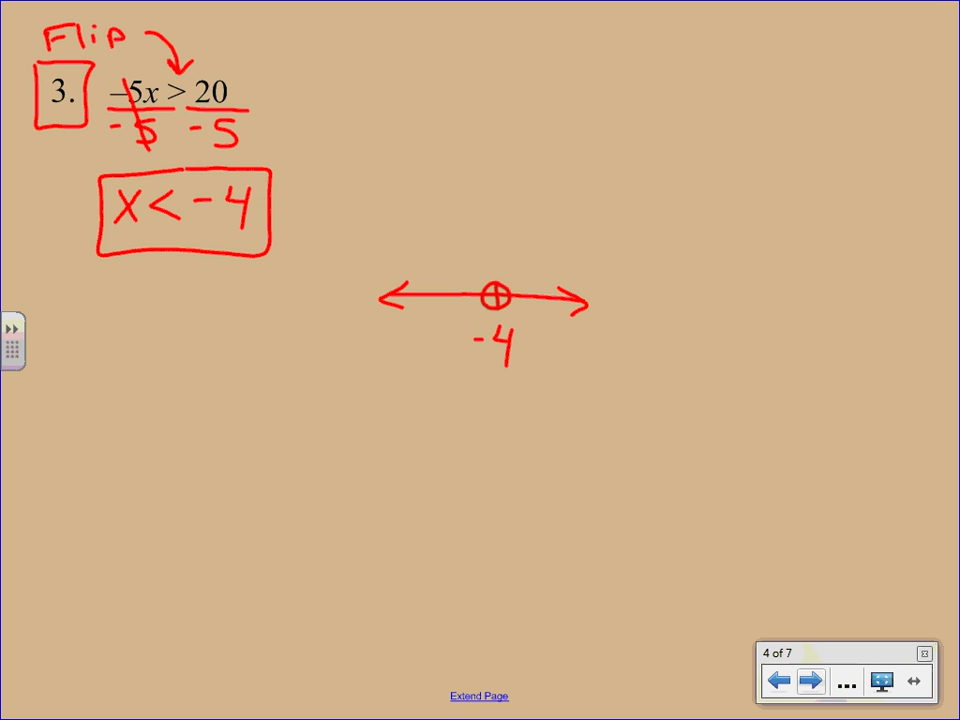 Flip
3. –5x > 20
-5 -5
x < -4
-4
4 of 7
...
Extend Page